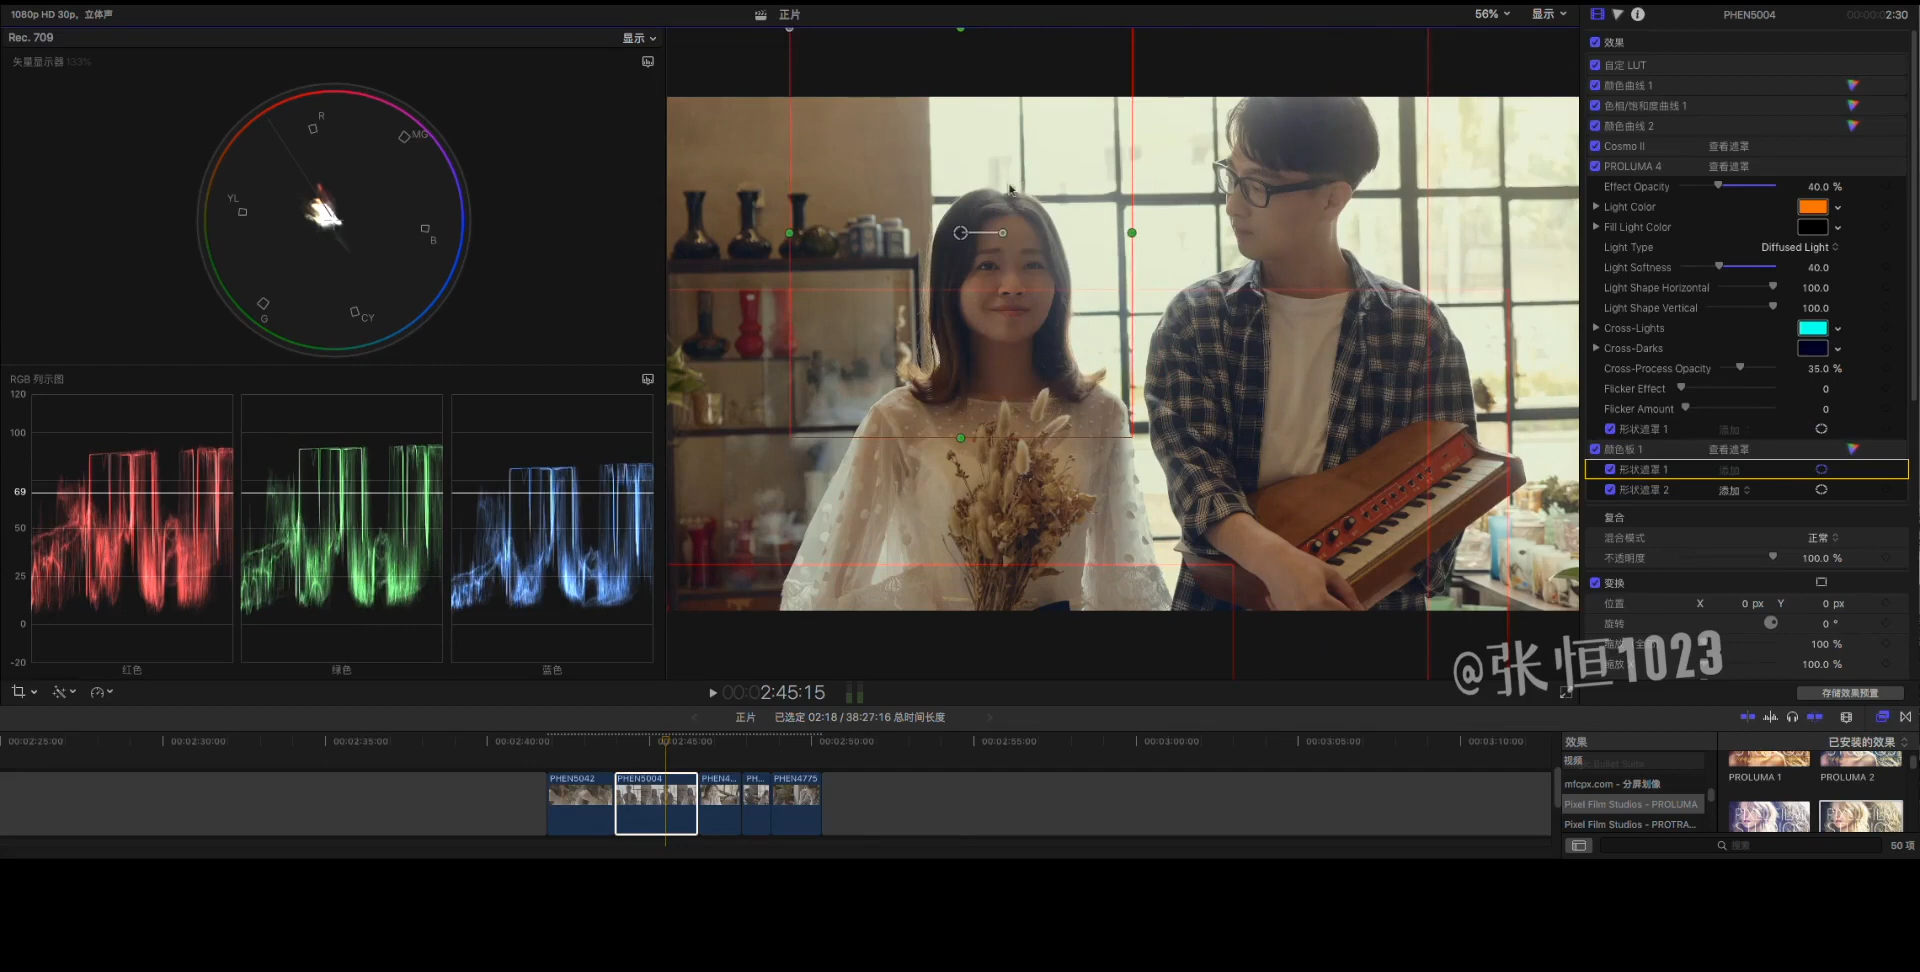 1080p HD 30p，立体声
正片
56%
显示
PHEN5004
00:00:02:30
Rec. 709
显示
矢量显示器 133%
R
MG
YL
B
G
CY
RGB 列示图
120
100
69
50
25
0
-20
红色
绿色
蓝色
效果
自定 LUT
颜色曲线 1
色相/饱和度曲线 1
颜色曲线 2
Cosmo II 查看遮罩
PROLUMA 4 查看遮罩
Effect Opacity 40.0 %
Light Color
Fill Light Color
Light Type Diffused Light
Light Softness 40.0
Light Shape Horizontal 100.0
Light Shape Vertical 100.0
Cross-Lights
Cross-Darks
Cross-Process Opacity 35.0 %
Flicker Effect 0
Flicker Amount 0
形状遮罩 1 添加
颜色板 1 查看遮罩
形状遮罩 1 添加
形状遮罩 2 添加
复合
混合模式 正常
不透明度 100.0 %
变换
位置 X 0 px Y 0 px
旋转 0 °
缩放（全部） 100 %
缩放 X 100.0 %
存储效果预置
@张恒1023
00:00:02:45:15
正片 已选定 02:18 / 38:27:16 总时间长度
00:02:25:00
00:02:30:00
00:02:35:00
00:02:40:00
00:02:45:00
00:02:50:00
00:02:55:00
00:03:00:00
00:03:05:00
00:03:10:00
PHEN5042
PHEN5004
PHEN4...
PH...
PHEN4775
效果
已安装的效果
视频
mfcpx.com - 分屏划像
Pixel Film Studios - PROLUMA
Pixel Film Studios - PROTRA...
PROLUMA 1
PROLUMA 2
PIXEL FILM STUDIOS
PIXEL FILM STUDIOS
搜索
50 项